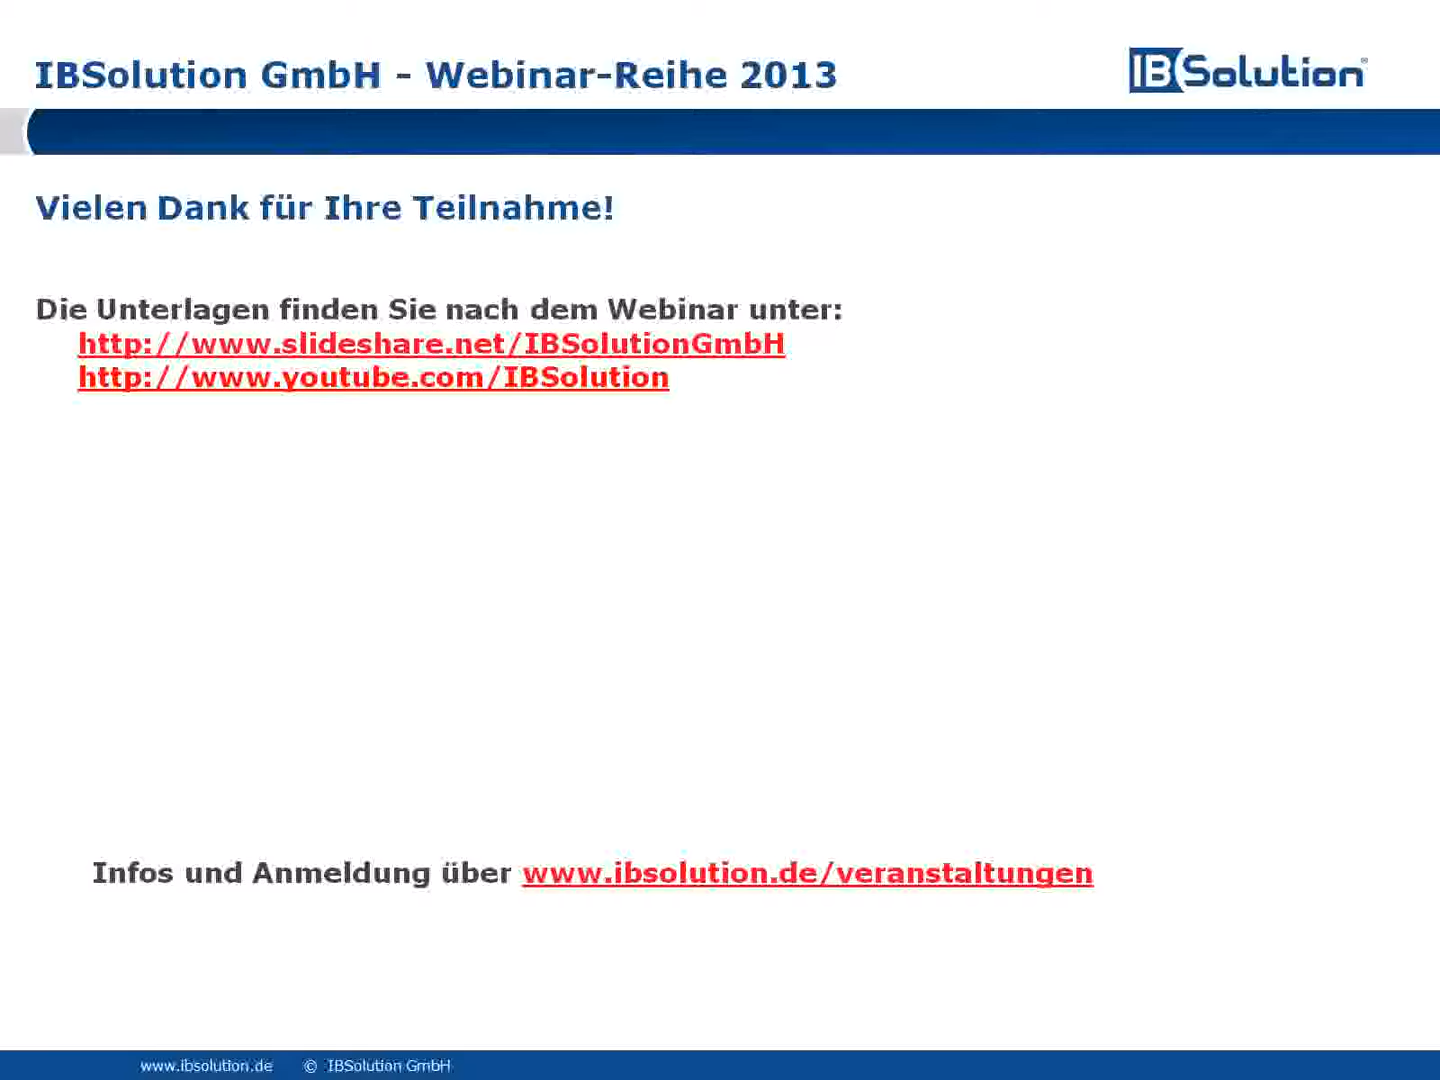 IBSolution GmbH - Webinar-Reihe 2013
IBSolution®
Vielen Dank für Ihre Teilnahme!
Die Unterlagen finden Sie nach dem Webinar unter:
http://www.slideshare.net/IBSolutionGmbH
http://www.youtube.com/IBSolution
Infos und Anmeldung über www.ibsolution.de/veranstaltungen
www.ibsolution.de © IBSolution GmbH